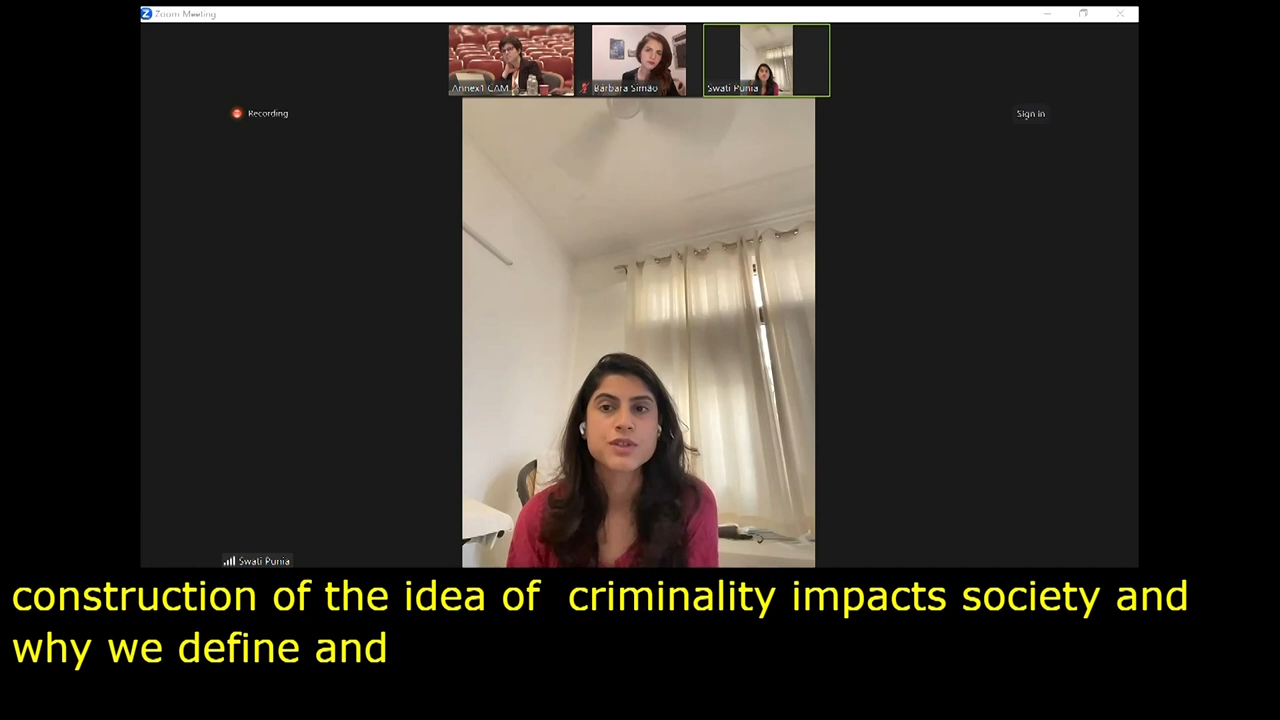 Zoom Meeting
Annex1 CAM
Bárbara Simão
Swati Punia
Recording
Sign in
Swati Punia
construction of the idea of  criminality impacts society and
why we define and